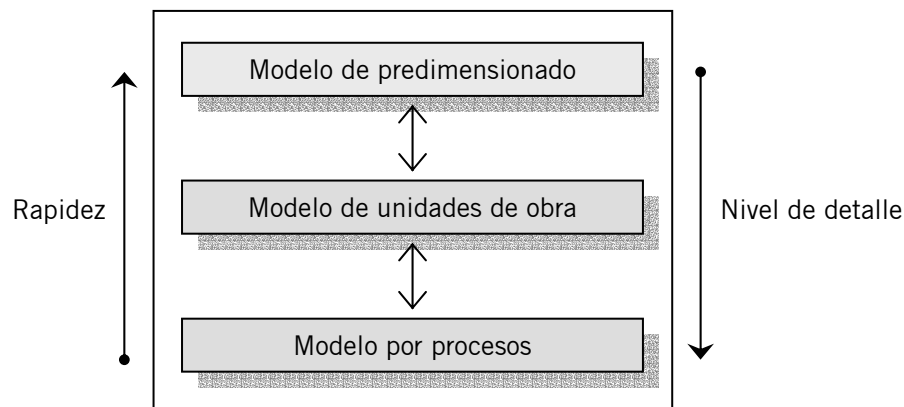 Modelo de predimensionado
Rapidez
Modelo de unidades de obra
Nivel de detalle
Modelo por procesos